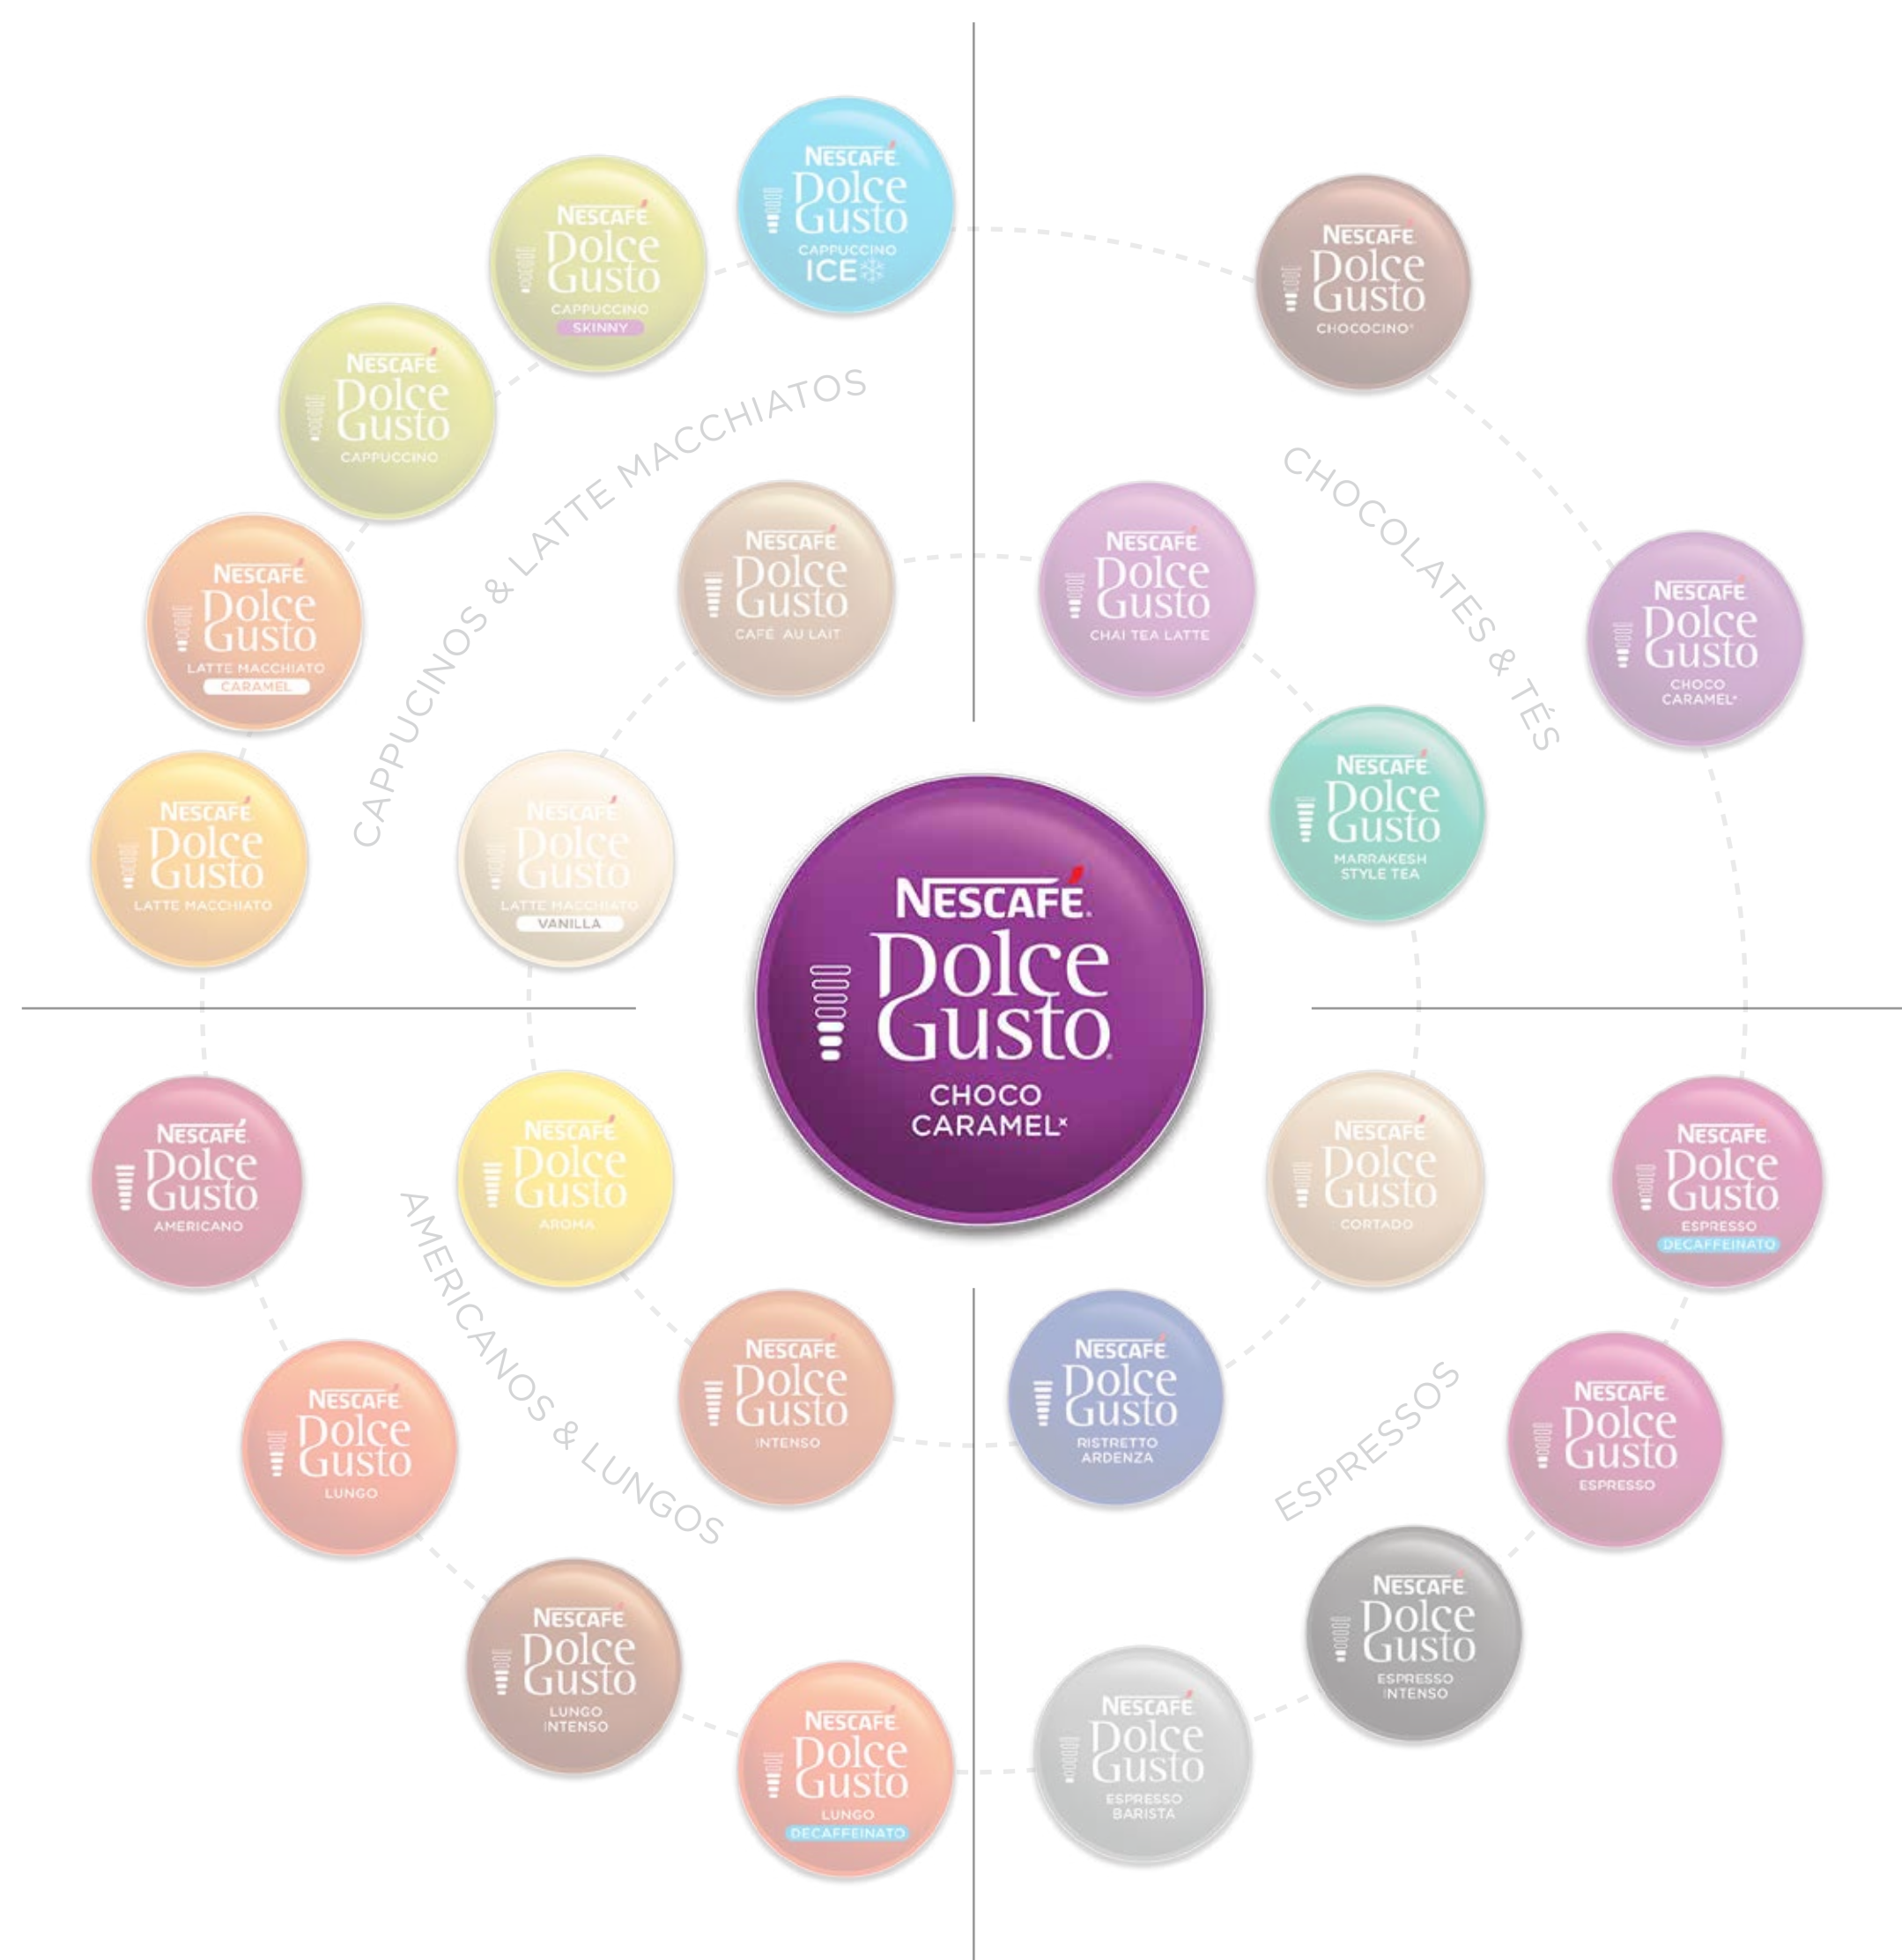 NESCAFÉ
Dolce
Gusto
CAPPUCCINO
ICE
NESCAFÉ
Dolce
Gusto
CAPPUCCINO
SKINNY
NESCAFÉ
Dolce
Gusto
CAPPUCCINO
NESCAFÉ
Dolce
Gusto
LATTE MACCHIATO
CARAMEL
NESCAFÉ
Dolce
Gusto
LATTE MACCHIATO
CAPPUCINOS & LATTE MACCHIATOS
NESCAFÉ
Dolce
Gusto
CAFÉ AU LAIT
NESCAFÉ
Dolce
Gusto
LATTE MACCHIATO
VANILLA
NESCAFÉ
Dolce
Gusto
CHOCOCINO*
NESCAFÉ
Dolce
Gusto
CHOCO
CARAMEL*
CHOCOLATES & TÉS
NESCAFÉ
Dolce
Gusto
CHAI TEA LATTE
NESCAFÉ
Dolce
Gusto
MARRAKESH
STYLE TEA
NESCAFÉ
Dolce
Gusto
CHOCO
CARAMEL*
NESCAFÉ
Dolce
Gusto
AMERICANO
NESCAFÉ
Dolce
Gusto
AROMA
AMERICANOS & LUNGOS
NESCAFÉ
Dolce
Gusto
INTENSO
NESCAFÉ
Dolce
Gusto
LUNGO
NESCAFÉ
Dolce
Gusto
LUNGO
INTENSO
NESCAFÉ
Dolce
Gusto
LUNGO
DECAFFEINATO
NESCAFÉ
Dolce
Gusto
CORTADO
NESCAFÉ
Dolce
Gusto
ESPRESSO
DECAFFEINATO
NESCAFÉ
Dolce
Gusto
RISTRETTO
ARDENZA
ESPRESSOS
NESCAFÉ
Dolce
Gusto
ESPRESSO
NESCAFÉ
Dolce
Gusto
ESPRESSO
INTENSO
NESCAFÉ
Dolce
Gusto
ESPRESSO
BARISTA